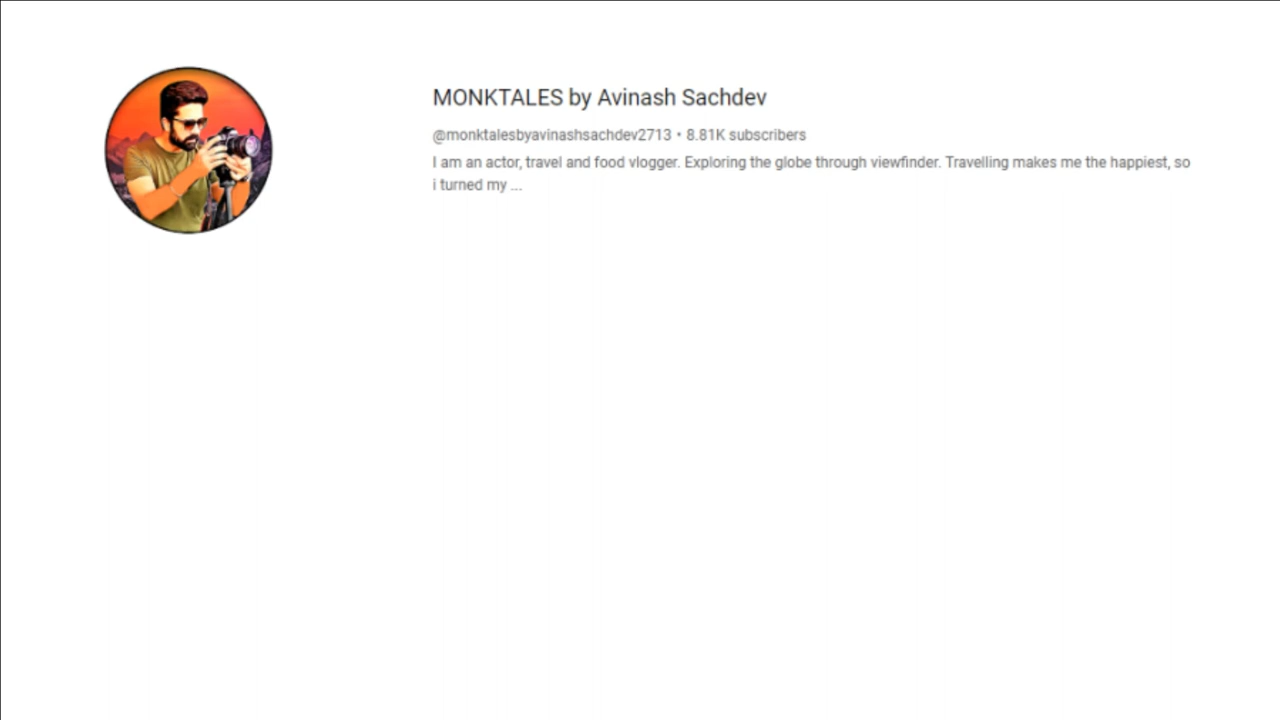 MONKTALES by Avinash Sachdev
@monktalesbyavinashsachdev2713 • 8.81K subscribers
I am an actor, travel and food vlogger. Exploring the globe through viewfinder. Travelling makes me the happiest, so
i turned my ...